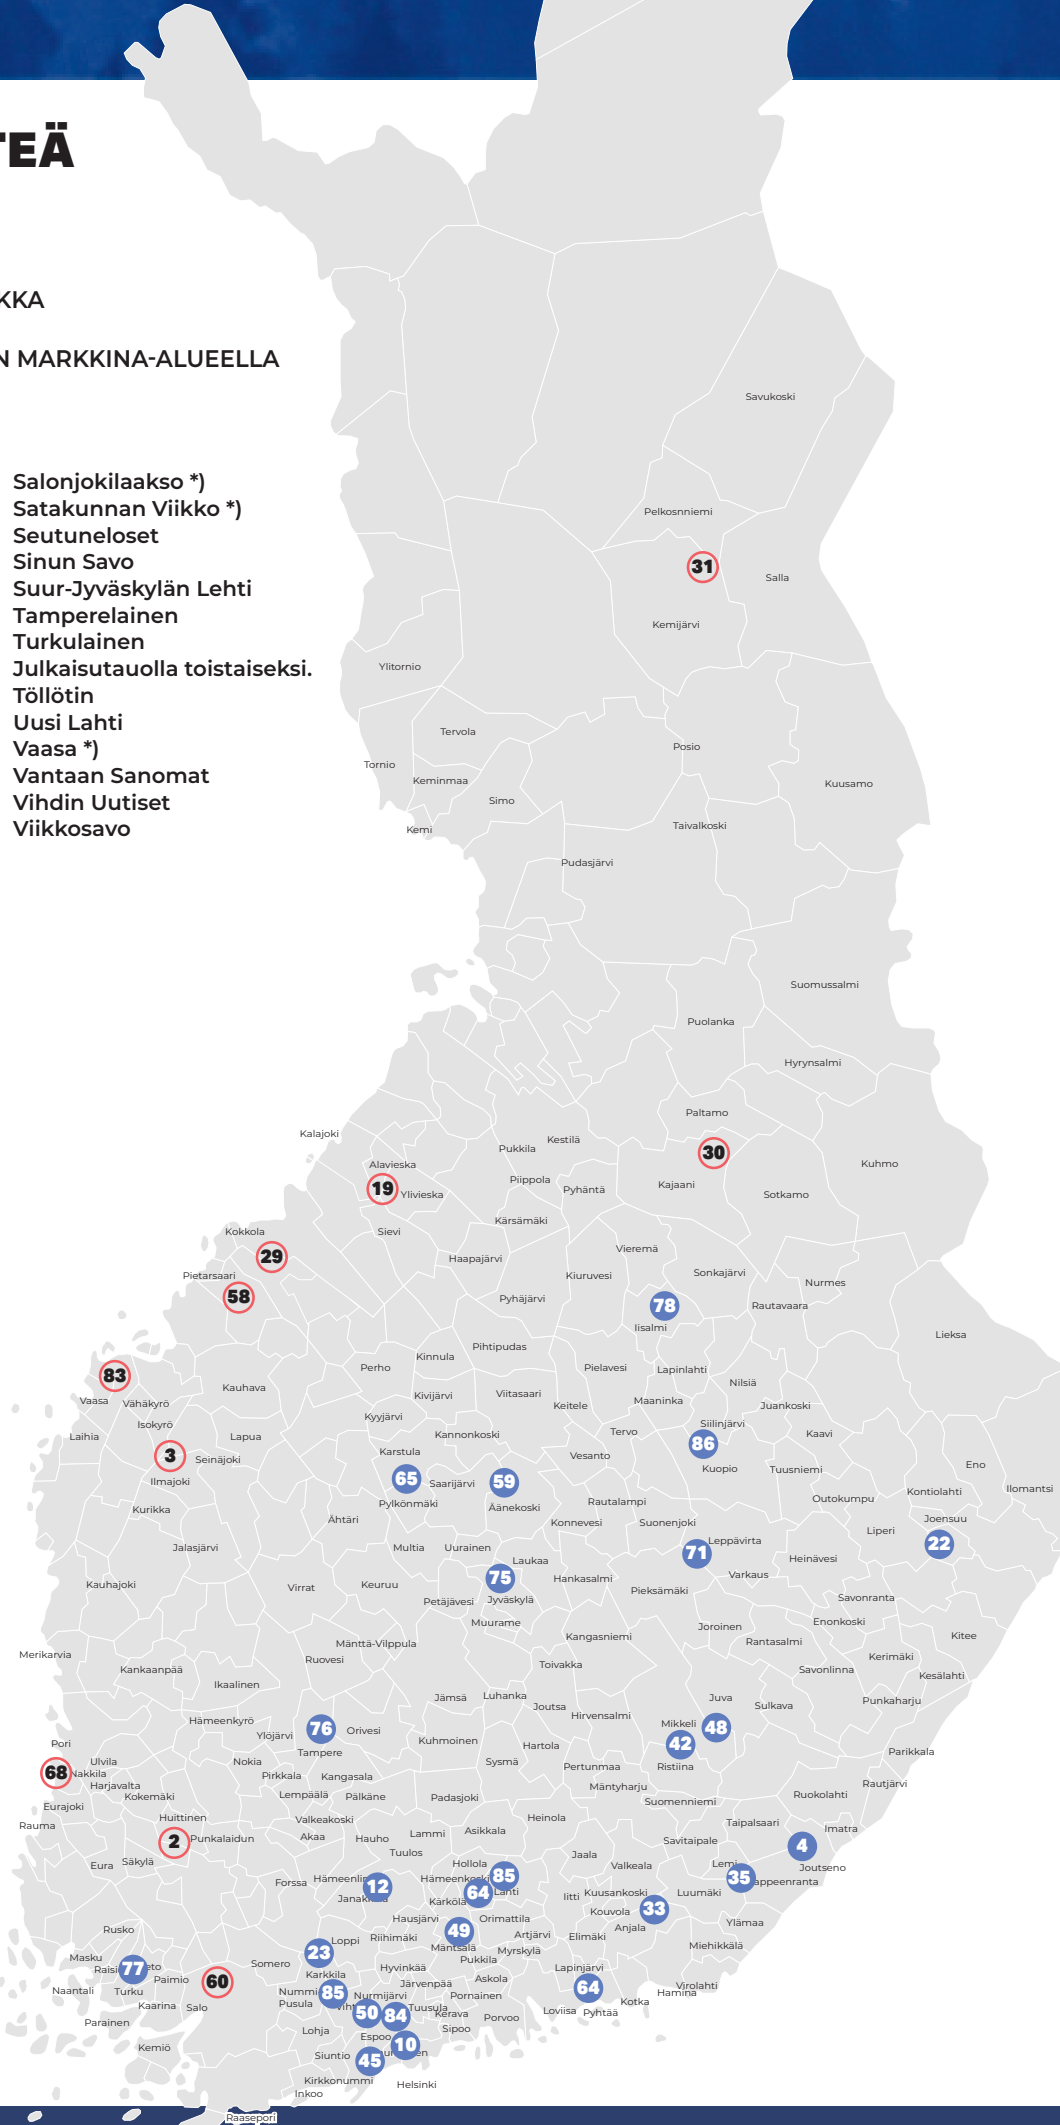 TEÄ
KKA
N MARKKINA-ALUEELLA
Salonjokilaakso *)
Satakunnan Viikko *)
Seutuneloset
Sinun Savo
Suur-Jyväskylän Lehti
Tamperelainen
Turkulainen
Julkaisutauolla toistaiseksi.
Töllötin
Uusi Lahti
Vaasa *)
Vantaan Sanomat
Vihdin Uutiset
Viikkosavo
Savukoski
Pelkosnniemi
31
Salla
Kemijärvi
Ylitornio
Tervola
Posio
Tornio
Keminmaa
Kuusamo
Simo
Kemi
Taivalkoski
Pudasjärvi
Suomussalmi
Puolanka
Hyrynsalmi
Paltamo
Kalajoki
Kestilä
Pukkila
30
Alavieska
Kuhmo
Piippola
19
Ylivieska
Pyhäntä
Kajaani
Sotkamo
Kärsämäki
Kokkola
Sievi
29
Haapajärvi
Vieremä
Pietarsaari
Kiuruvesi
Sonkajärvi
Nurmes
58
Pyhäjärvi
78
Rautavaara
Iisalmi
Lieksa
Pihtipudas
Kinnula
Perho
Pielavesi
Lapinlahti
83
Kauhava
Nilsiä
Vaasa
Vähäkyrö
Kivijärvi
Viitasaari
Keitele
Maaninka
Juankoski
Isokyrö
Kyyjärvi
Siilinjärvi
Laihia
Lapua
Kannonkoski
Tervo
Kaavi
3
Seinäjoki
Karstula
Vesanto
86
Eno
Ilmajoki
65
Saarijärvi
59
Kuopio
Tuusniemi
Kontiolahti
Ilomantsi
Kurikka
Pylkönmäki
Äänekoski
Rautalampi
Outokumpu
Ähtäri
Konnevesi
Suonenjoki
Joensuu
Jalasjärvi
Multia
Uurainen
Leppävirta
Liperi
22
Laukaa
71
Heinävesi
Kauhajoki
Virrat
Keuruu
75
Hankasalmi
Varkaus
Petäjävesi
Jyväskylä
Pieksämäki
Savonranta
Muurame
Joroinen
Enonkoski
Merikarvia
Mänttä-Vilppula
Kangasniemi
Rantasalmi
Kitee
Ruovesi
Kerimäki
Kankaanpää
Toivakka
Savonlinna
Kesälahti
Ikaalinen
Jämsä
Luhanka
Joutsa
Juva
Sulkava
Punkaharju
Hämeenkyrö
Hirvensalmi
Mikkeli
48
Pori
Ylöjärvi
76
Orivesi
Kuhmoinen
Hartola
42
Parikkala
Tampere
Sysmä
Pertunmaa
Ristiina
68
Ulvila
Nakkila
Nokia
Pirkkala
Kangasala
Mäntyharju
Rautjärvi
Harjavalta
Kokemäki
Lempäälä
Pälkäne
Padasjoki
Suomenniemi
Ruokolahti
Eurajoki
Huittinen
Valkeakoski
Heinola
Taipalsaari
Rauma
2
Punkalaidun
Akaa
Hauho
Lammi
Asikkala
Savitaipale
Imatra
4
Tuulos
Jaala
Eura
Säkylä
Hollola
Valkeala
Lemi
Joutseno
Forssa
12
Hämeenkoski
85
35
64
Lahti
Iitti
Kuusankoski
Luumäki
Kärkölä
Kouvola
33
Hausjärvi
Orimattila
Anjala
Ylämaa
Rusko
Loppi
Riihimäki
49
Artjärvi
Elimäki
23
Mäntsälä
Myrskylä
Miehikkälä
Masku
77
Somero
Hyvinkää
Pukkila
Lapinjärvi
Paimio
60
Karkkila
Järvenpää
Askola
Virolahti
Naantali
Turku
85
Nurmijärvi
Pornainen
64
Hamina
Kaarina
Salo
Pusula
50
84
Tuusula
Kerava
Porvoo
Loviisa
Pyhtää
Kotka
Parainen
Lohja
Espoo
Sipoo
Kemiö
10
Siuntio
45
Kirkkonummi
Helsinki
Inkoo
Raasepori